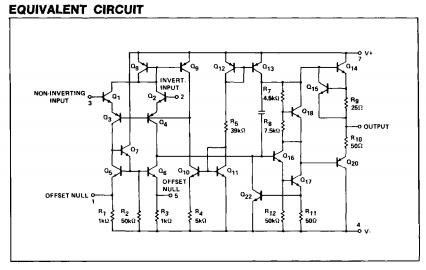 EQUIVALENT CIRCUIT
V+
7
Q8
Q9
Q12
Q13
Q14
INVERT.
INPUT
2
NON-INVERTING
INPUT
3
Q1
Q2
R7
4.5kΩ
Q15
R9
25Ω
Q3
Q4
Q18
R5
39kΩ
R8
7.5kΩ
OUTPUT
R10
50Ω
Q7
Q16
Q5
Q6
Q10
Q11
Q20
OFFSET
NULL
5
Q17
OFFSET NULL
1
Q22
R1
1kΩ
R2
50kΩ
R3
1kΩ
R4
5kΩ
R12
50kΩ
R11
50Ω
4
V-